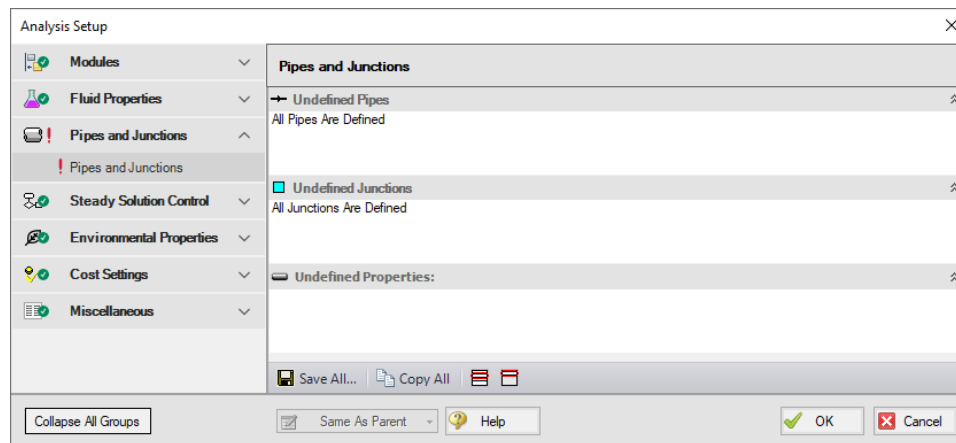 Analysis Setup
Modules
Fluid Properties
Pipes and Junctions
Pipes and Junctions
Steady Solution Control
Environmental Properties
Cost Settings
Miscellaneous
Pipes and Junctions
Undefined Pipes
All Pipes Are Defined
Undefined Junctions
All Junctions Are Defined
Undefined Properties:
Save All... Copy All
Collapse All Groups
Same As Parent
Help
OK
Cancel